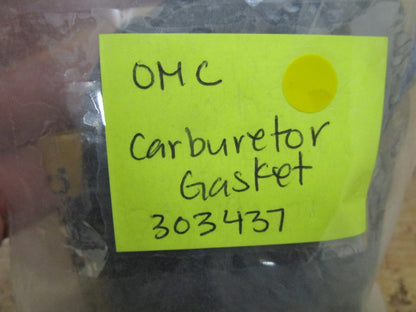 OMC
Carburetor
Gasket
303437